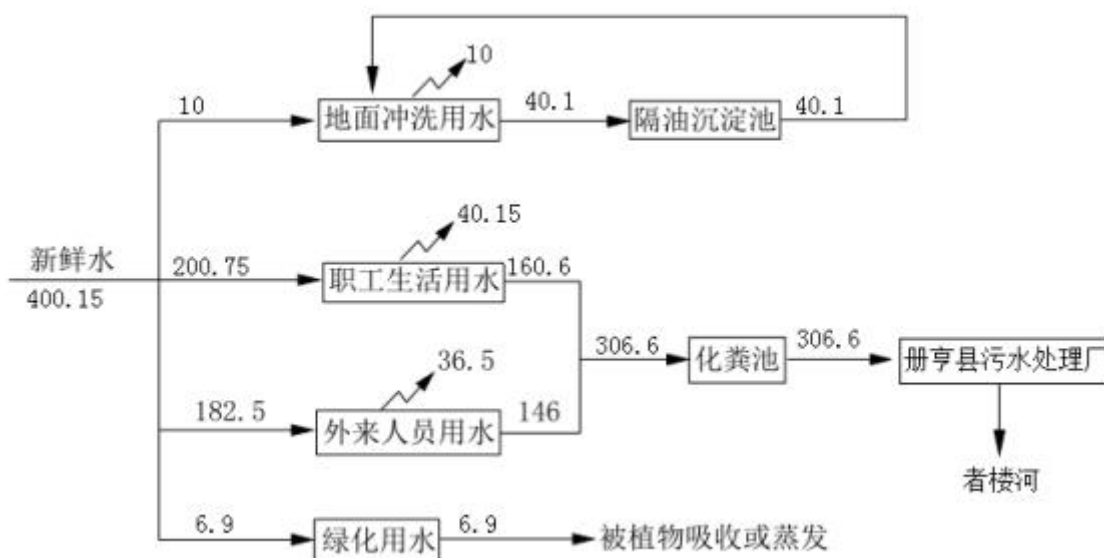 10
10
地面冲洗用水
40.1
隔油沉淀池
40.1
新鲜水
400.15
200.75
40.15
职工生活用水
160.6
182.5
36.5
外来人员用水
146
306.6
化粪池
306.6
册亨县污水处理厂
者楼河
6.9
绿化用水
6.9
被植物吸收或蒸发